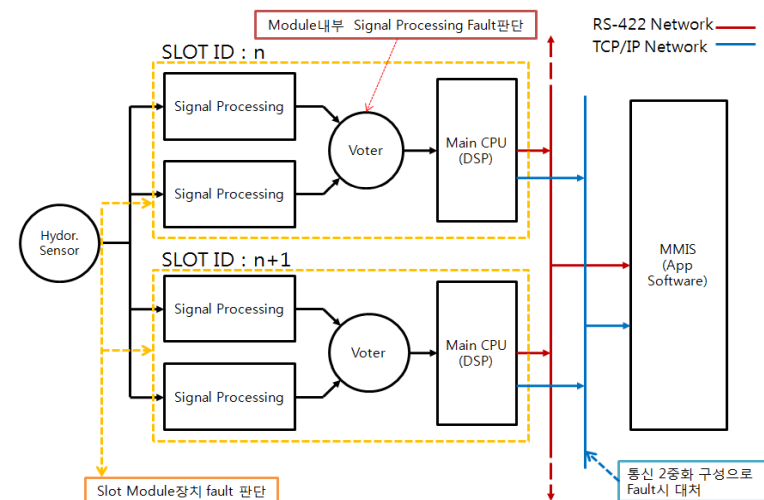 Module내부 Signal Processing Fault판단
RS-422 Network
TCP/IP Network
SLOT ID : n
Signal Processing
Signal Processing
Voter
Main CPU
(DSP)
Hydor.
Sensor
SLOT ID : n+1
Signal Processing
Signal Processing
Voter
Main CPU
(DSP)
MMIS
(App
Software)
Slot Module장치 fault 판단
통신 2중화 구성으로
Fault시 대처